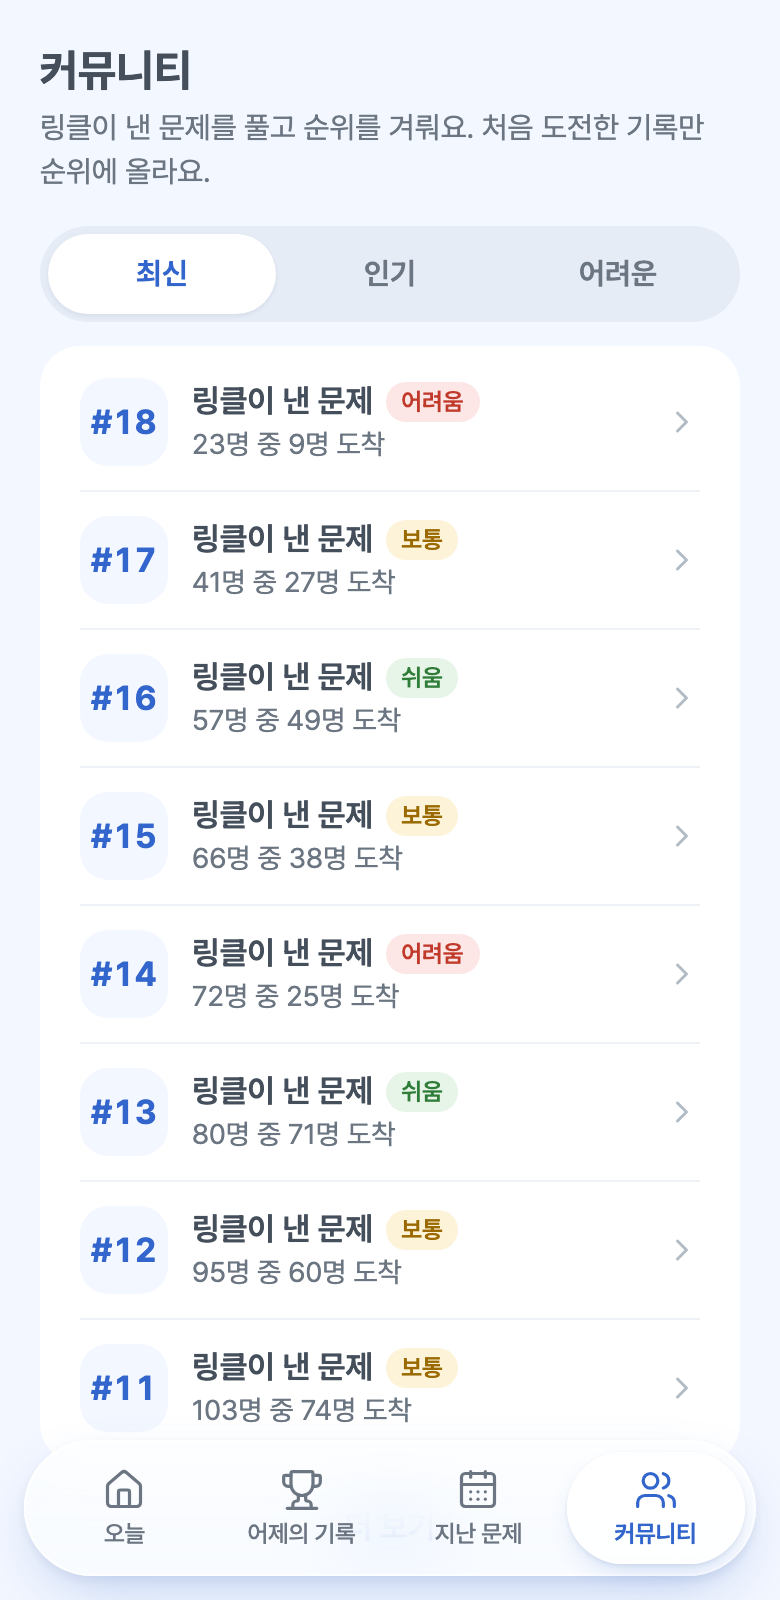 커뮤니티
링클이 낸 문제를 풀고 순위를 겨뤄요. 처음 도전한 기록만
순위에 올라요.
최신 인기 어려운
#18 링클이 낸 문제 어려움
23명 중 9명 도착
#17 링클이 낸 문제 보통
41명 중 27명 도착
#16 링클이 낸 문제 쉬움
57명 중 49명 도착
#15 링클이 낸 문제 보통
66명 중 38명 도착
#14 링클이 낸 문제 어려움
72명 중 25명 도착
#13 링클이 낸 문제 쉬움
80명 중 71명 도착
#12 링클이 낸 문제 보통
95명 중 60명 도착
#11 링클이 낸 문제 보통
103명 중 74명 도착
보기
오늘 어제의 기록 지난 문제 커뮤니티